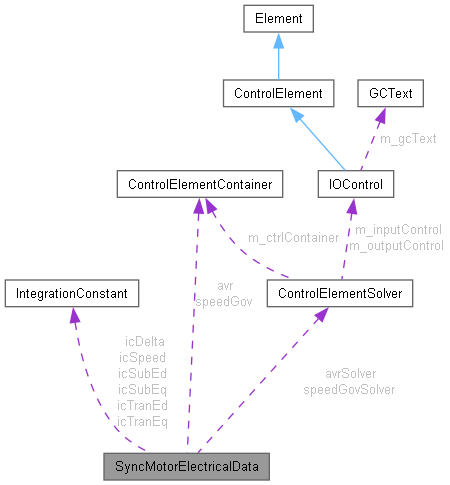 Element
ControlElement
GCText
m_gcText
ControlElementContainer
IOControl
m_ctrlContainer
m_inputControl
m_outputControl
IntegrationConstant
avr
speedGov
ControlElementSolver
icDelta
icSpeed
icSubEd
icSubEq
icTranEd
icTranEq
avrSolver
speedGovSolver
SyncMotorElectricalData